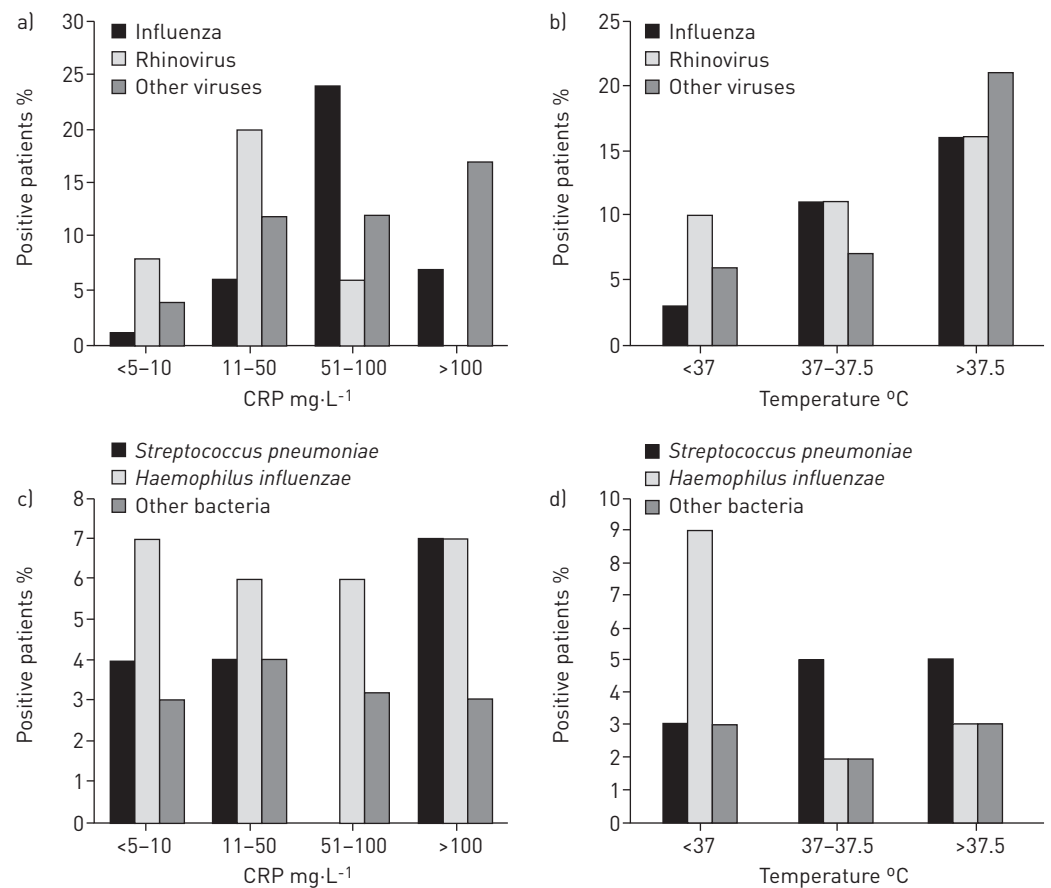 a)
Influenza
Rhinovirus
Other viruses
Positive patients %
30
25
20
15
10
5
0
<5–10
11–50
51–100
>100
CRP mg·L-1
b)
Influenza
Rhinovirus
Other viruses
Positive patients %
20
15
10
5
0
<37
37–37.5
>37.5
Temperature ºC
c)
Streptococcus pneumoniae
Haemophilus influenzae
Other bacteria
Positive patients %
8
7
6
5
4
3
2
1
0
<5–10
11–50
51–100
>100
CRP mg·L-1
d)
Streptococcus pneumoniae
Haemophilus influenzae
Other bacteria
Positive patients %
10
9
8
7
6
5
4
3
2
1
0
<37
37–37.5
>37.5
Temperature ºC